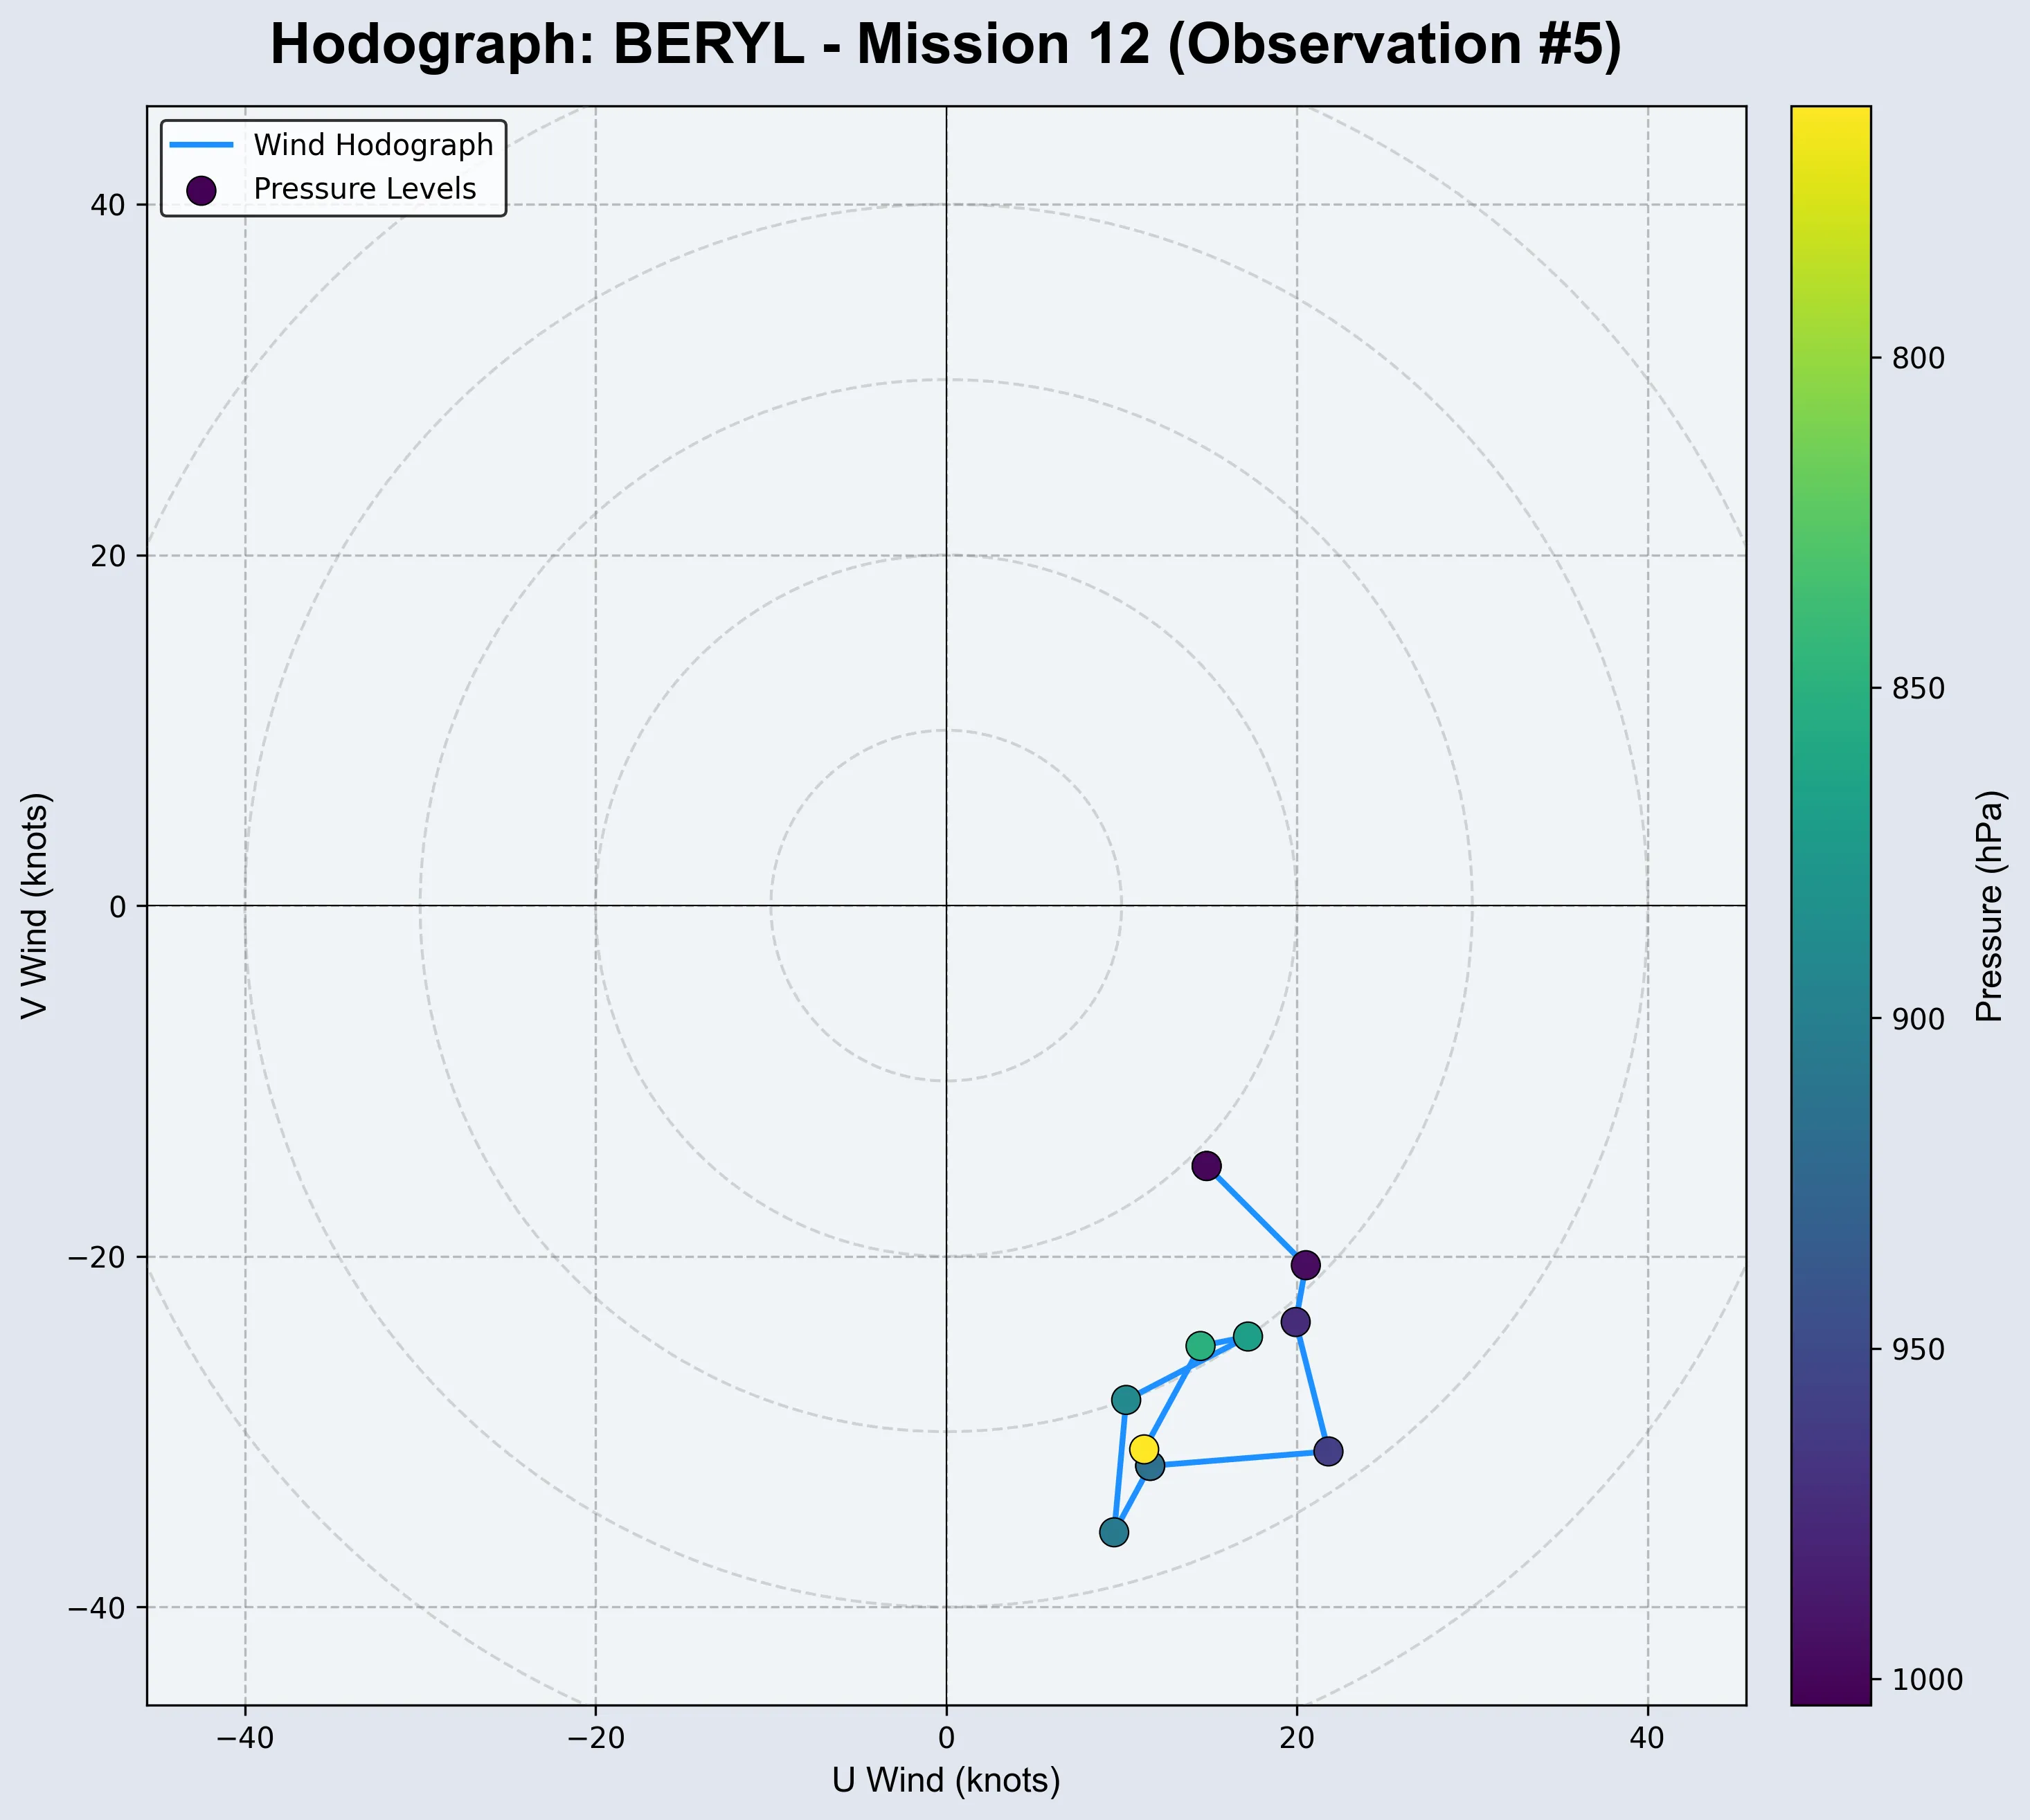 Hodograph: BERYL - Mission 12 (Observation #5)
Wind Hodograph
Pressure Levels
40
20
0
−20
−40
V Wind (knots)
−40
−20
0
20
40
U Wind (knots)
800
850
900
950
1000
Pressure (hPa)